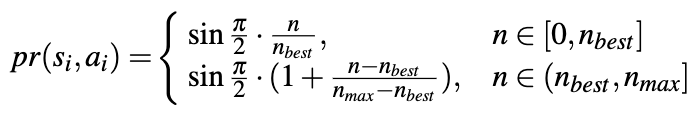 pr(s_i, a_i) = { sin π/2 · n/n_best, n ∈ [0, n_best]
sin π/2 · (1 + n−n_best/n_max−n_best), n ∈ (n_best, n_max]